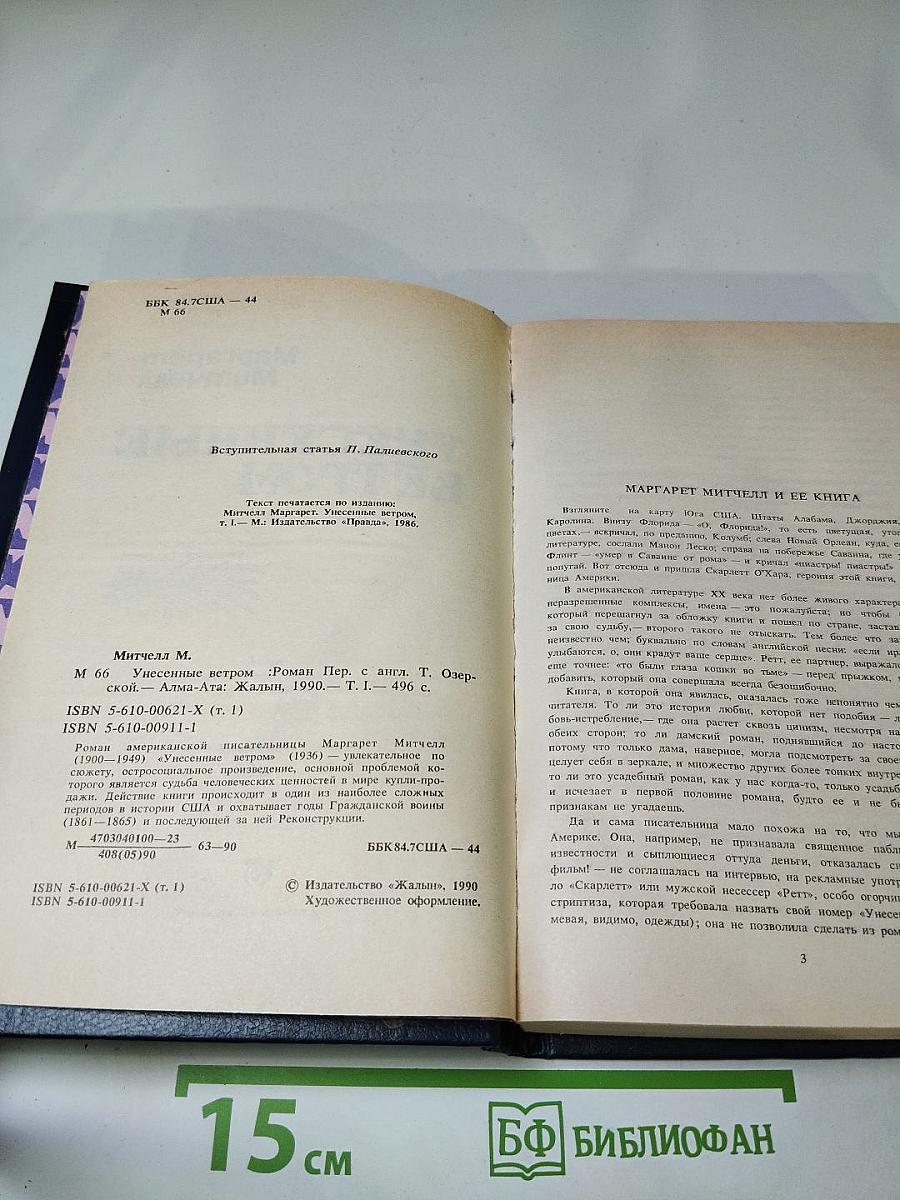 ББК 84.7США — 44
М 66
Вступительная статья П. Палиевского
Текст печатается по изданию:
Митчелл Маргарет. Унесенные ветром,
т. I.— М.: Издательство «Правда», 1986.
Митчелл М.
М 66 Унесенные ветром :Роман Пер. с англ. Т. Озер-
ской.— Алма-Ата: Жалын, 1990.— Т. I.— 496 с.
ISBN 5-610-00621-X (т. 1)
ISBN 5-610-00911-1
Роман американской писательницы Маргарет Митчелл
(1900—1949) «Унесенные ветром» (1936) — увлекательное по
сюжету, остросоциальное произведение, основной проблемой ко-
торого является судьба человеческих ценностей в мире купли-про-
дажи. Действие книги происходит в один из наиболее сложных
периодов в истории США и охватывает годы Гражданской войны
(1861—1865) и последующей за ней Реконструкции.
М 4703040100—23
408(05)90 63—90 ББК 84.7США — 44
ISBN 5-610-00621-X (т. 1)
ISBN 5-610-00911-1
© Издательство «Жалын», 1990
Художественное оформление.
МАРГАРЕТ МИТЧЕЛЛ И ЕЕ КНИГА
Взгляните на карту Юга США. Штаты Алабама, Джорджия,
Каролина. Внизу Флорида — «О, Флорида!», то есть цветущая,
цветах,— вскричал, по преданию, Колумб; слева Новый Орлеан, куда,
литературе, сослали Манон Леско; справа на побережье Саванна, где
Флинт — «умер в Саванне от рома» — и кричал «пиастры! пиастры!»
попугай. Вот отсюда и пришла Скарлетт О'Хара, героиня этой книги,
ница Америки.
В американской литературе XX века нет более живого
неразрешенные комплексы, имена — это пожалуйста; но чтобы
который перешагнул за обложку книги и пошел по стране,
за свою судьбу,— второго такого не отыскать. Тем более что
неизвестно чем; буквально по словам английской песни: «если
улыбаются, о, они крадут ваше сердце». Ретт, ее партнер,
еще точнее: «то были глаза кошки во тьме» — перед прыжком,
добавить, который она совершала всегда безошибочно.
Книга, в которой она явилась, оказалась тоже непонятно
читателя. То ли это история любви, которой нет подобия —
бовь-истребление,— где она растет сквозь цинизм, несмотря
обеих сторон; то ли дамский роман, поднявшийся до
потому что только дама, наверное, могла подсмотреть за
целует себя в зеркале, и множество других более тонких
то ли это усадебный роман, как у нас когда-то, только
и исчезает в первой половине романа, будто ее и не
признакам не угадаешь.
Да и сама писательница мало похожа на то, что
Америке. Она, например, не признавала священное
известности и сыплющиеся оттуда деньги, отказалась
фильм! — не соглашалась на интервью, на рекламные
ло «Скарлетт» или мужской несессер «Ретт», особо
стриптиза, которая требовала назвать свой номер
мевая, видимо, одежды); она не позволила сделать из
3
15 см
БФ БИБЛИОФАН